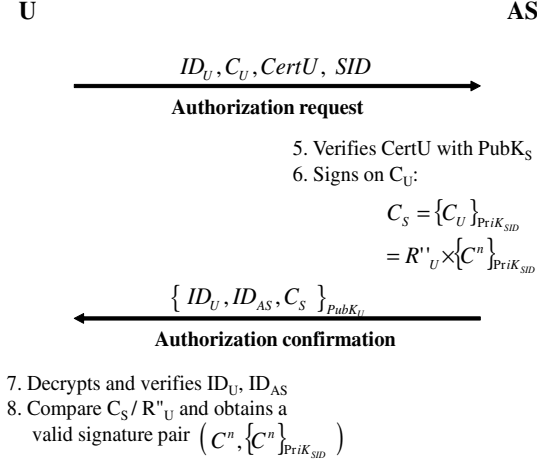 U AS
ID_U, C_U, CertU, SID
Authorization request
5. Verifies CertU with PubK_S
6. Signs on C_U:
C_S = {C_U}_PriK_SID
= R''_U × {C^n}_PriK_SID
{ ID_U, ID_AS, C_S }_PubK_U
Authorization confirmation
7. Decrypts and verifies ID_U, ID_AS
8. Compare C_S / R"_U and obtains a
valid signature pair ( C^n, {C^n}_PriK_SID )